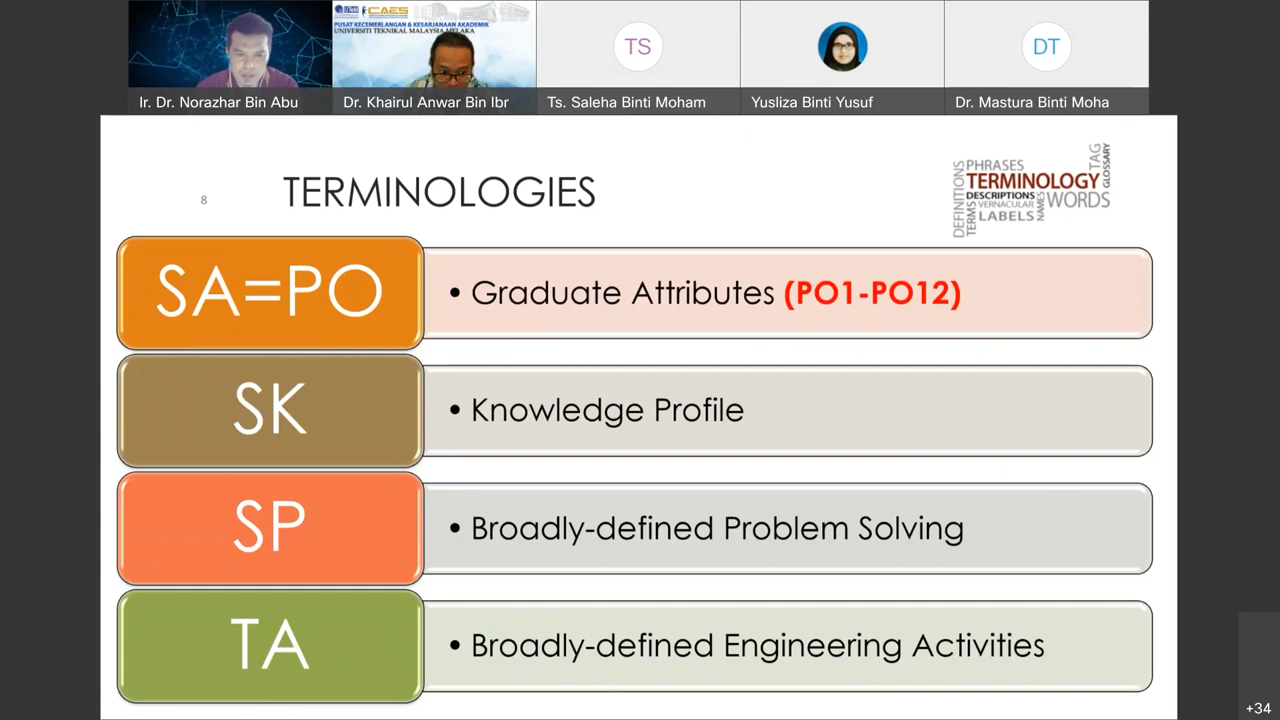 UTeM
CAES
PUSAT KECEMERLANGAN & KESARJANAAN AKADEMIK
UNIVERSITI TEKNIKAL MALAYSIA MELAKA
TS
DT
Ir. Dr. Norazhar Bin Abu
Dr. Khairul Anwar Bin Ibr
Ts. Saleha Binti Moham
Yusliza Binti Yusuf
Dr. Mastura Binti Moha
8
TERMINOLOGIES
DEFINITIONS
TERMS
PHRASES
TERMINOLOGY
DESCRIPTIONS
VERNACULAR
LABELS
NAMES
WORDS
TAG
GLOSSARY
SA=PO
• Graduate Attributes (PO1-PO12)
SK
• Knowledge Profile
SP
• Broadly-defined Problem Solving
TA
• Broadly-defined Engineering Activities
+34